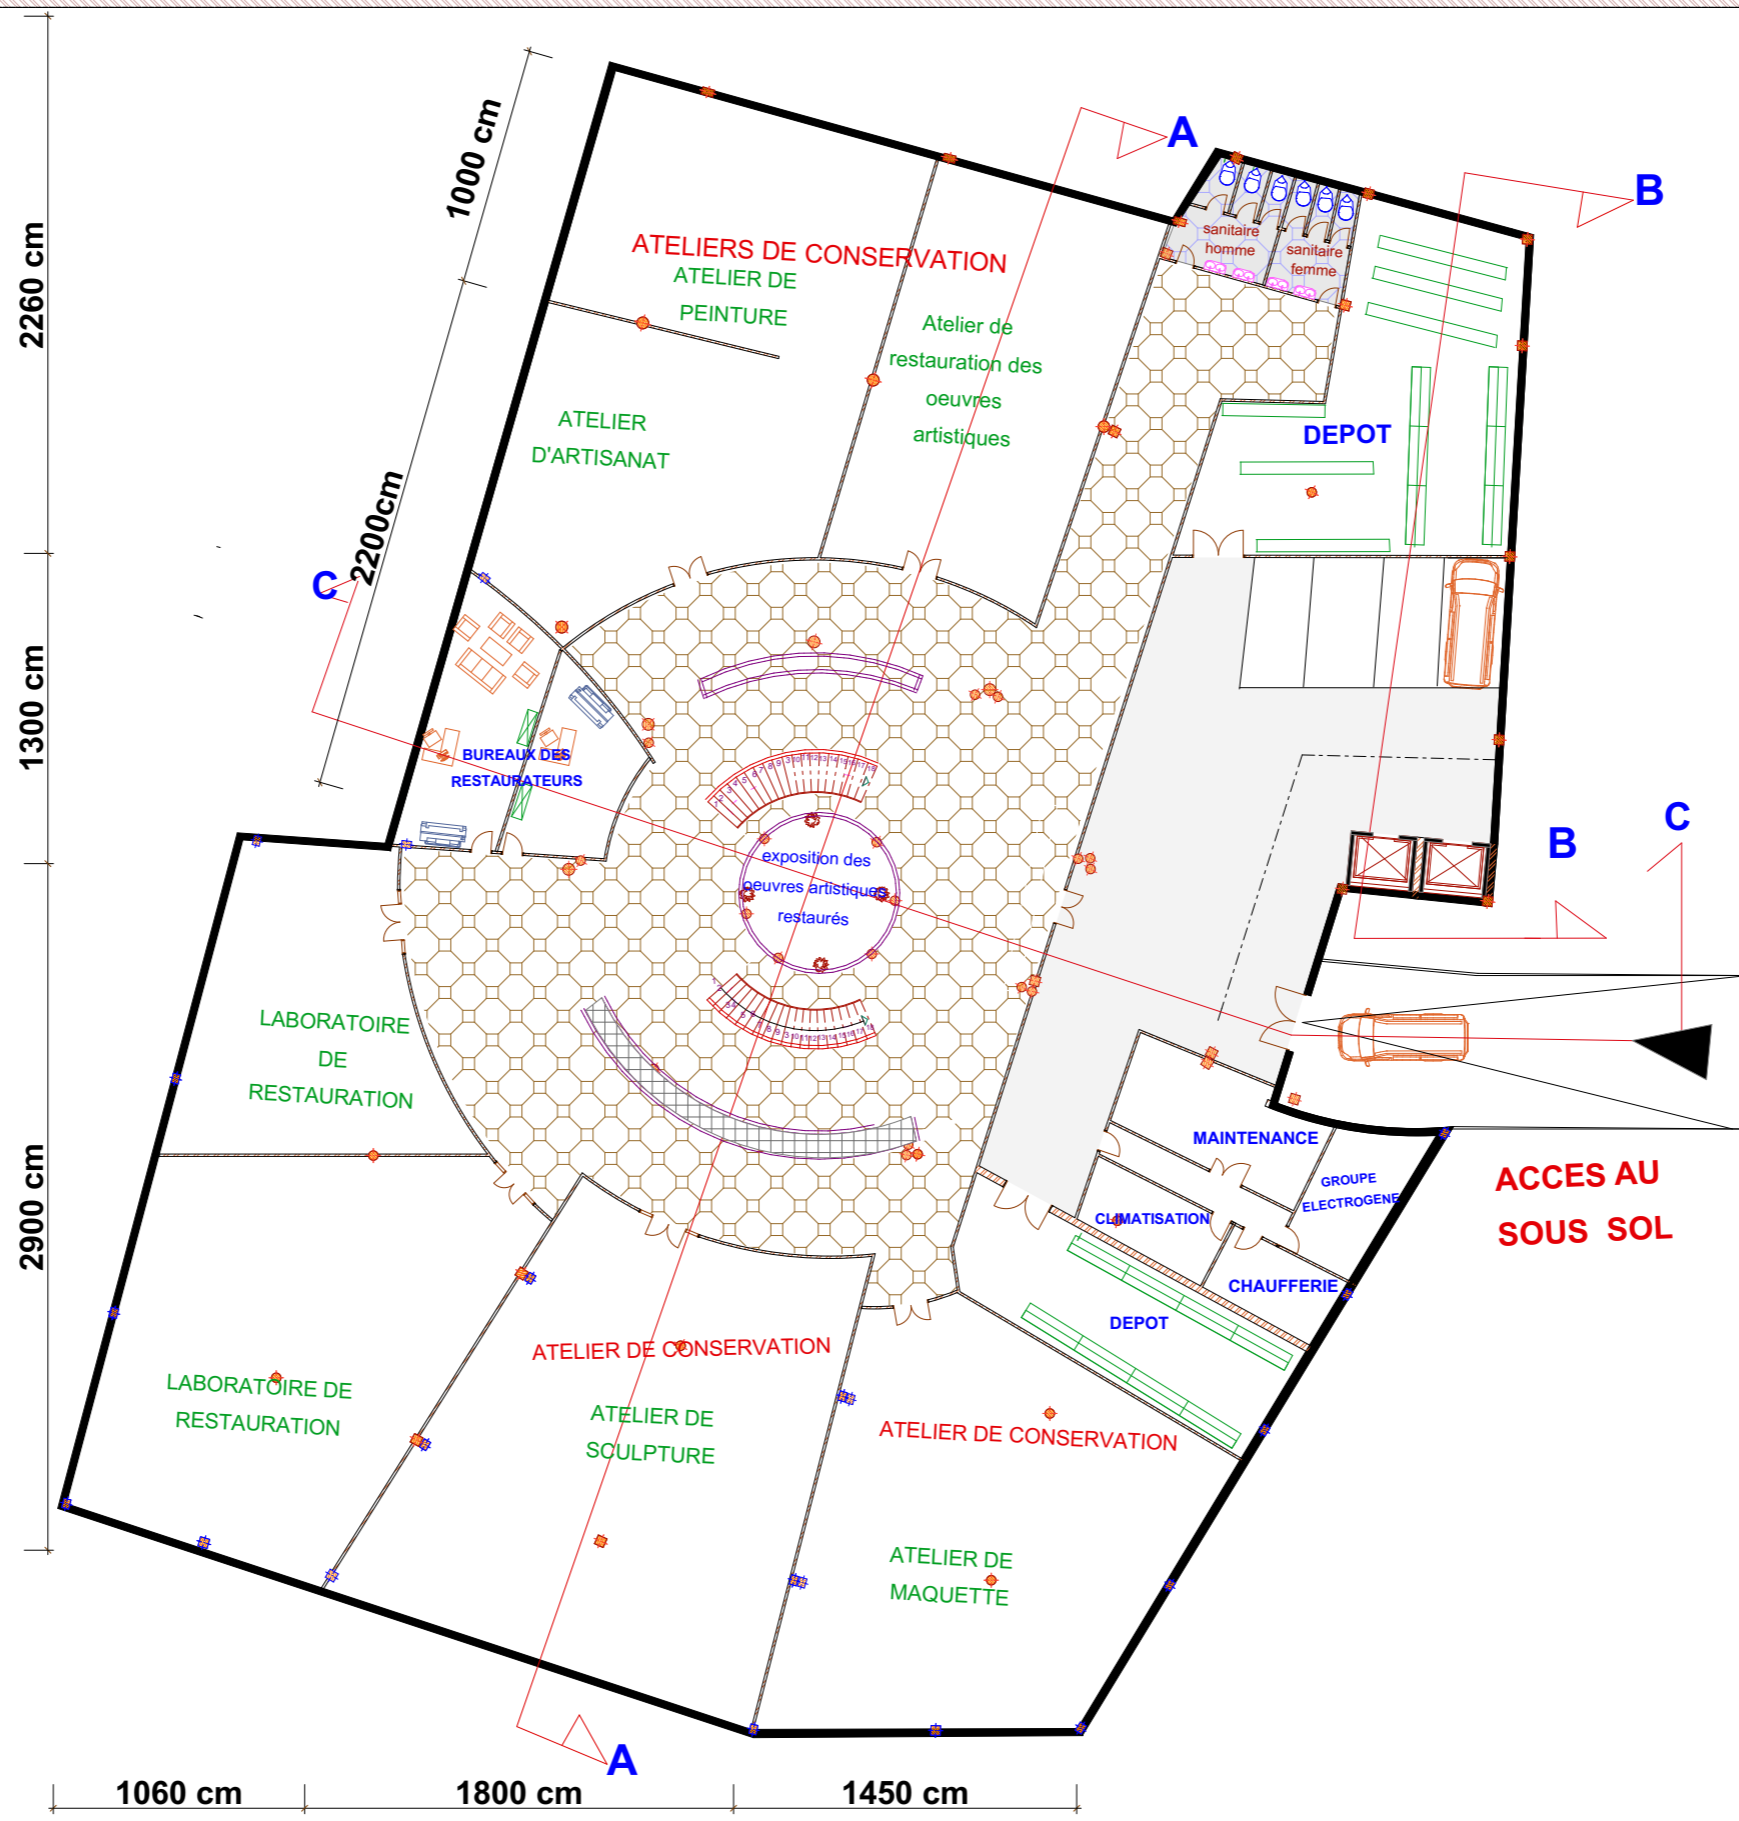 1000 cm
A
B
2260 cm
ATELIERS DE CONSERVATION
ATELIER DE
PEINTURE
sanitaire
homme
sanitaire
femme
Atelier de
restauration des
oeuvres
artistiques
ATELIER
D'ARTISANAT
DEPOT
2200cm
C
1300 cm
BUREAUX DES
RESTAURATEURS
exposition des
oeuvres artistiques
restaurés
B
C
LABORATOIRE
DE
RESTAURATION
MAINTENANCE
GROUPE
ELECTROGENE
CLIMATISATION
CHAUFFERIE
DEPOT
ACCES AU
SOUS SOL
2900 cm
ATELIER DE CONSERVATION
LABORATOIRE DE
RESTAURATION
ATELIER DE
SCULPTURE
ATELIER DE CONSERVATION
ATELIER DE
MAQUETTE
A
1060 cm
1800 cm
1450 cm